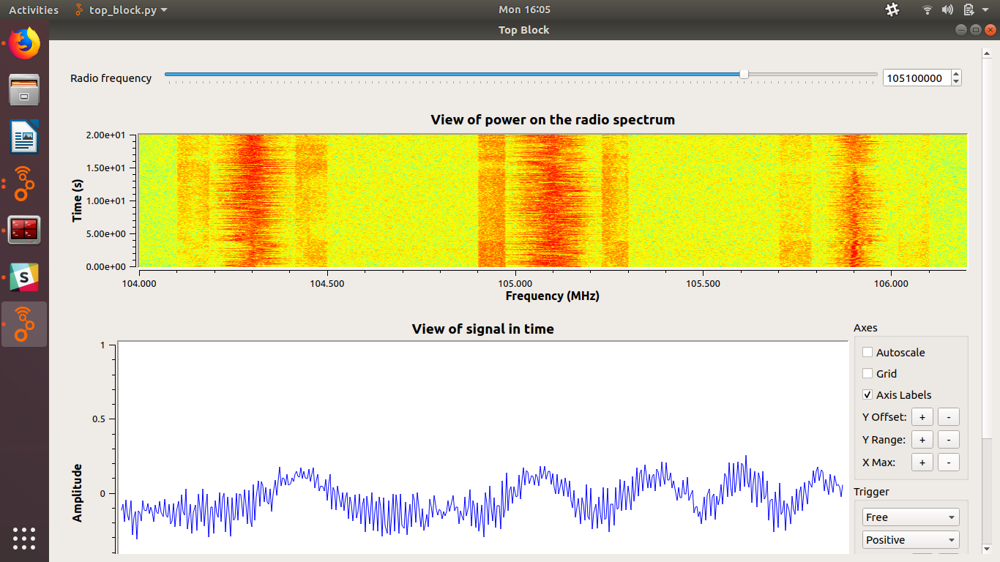 Activities top_block.py Mon 16:05
Top Block
Radio frequency 105100000
View of power on the radio spectrum
2.00e+01
1.50e+01
1.00e+01
5.00e+00
0.00e+00
Time (s)
104.000 104.500 105.000 105.500 106.000
Frequency (MHz)
View of signal in time
1
0.5
0
Amplitude
Axes
Autoscale
Grid
Axis Labels
Y Offset: + -
Y Range: + -
X Max: + -
Trigger
Free
Positive
S